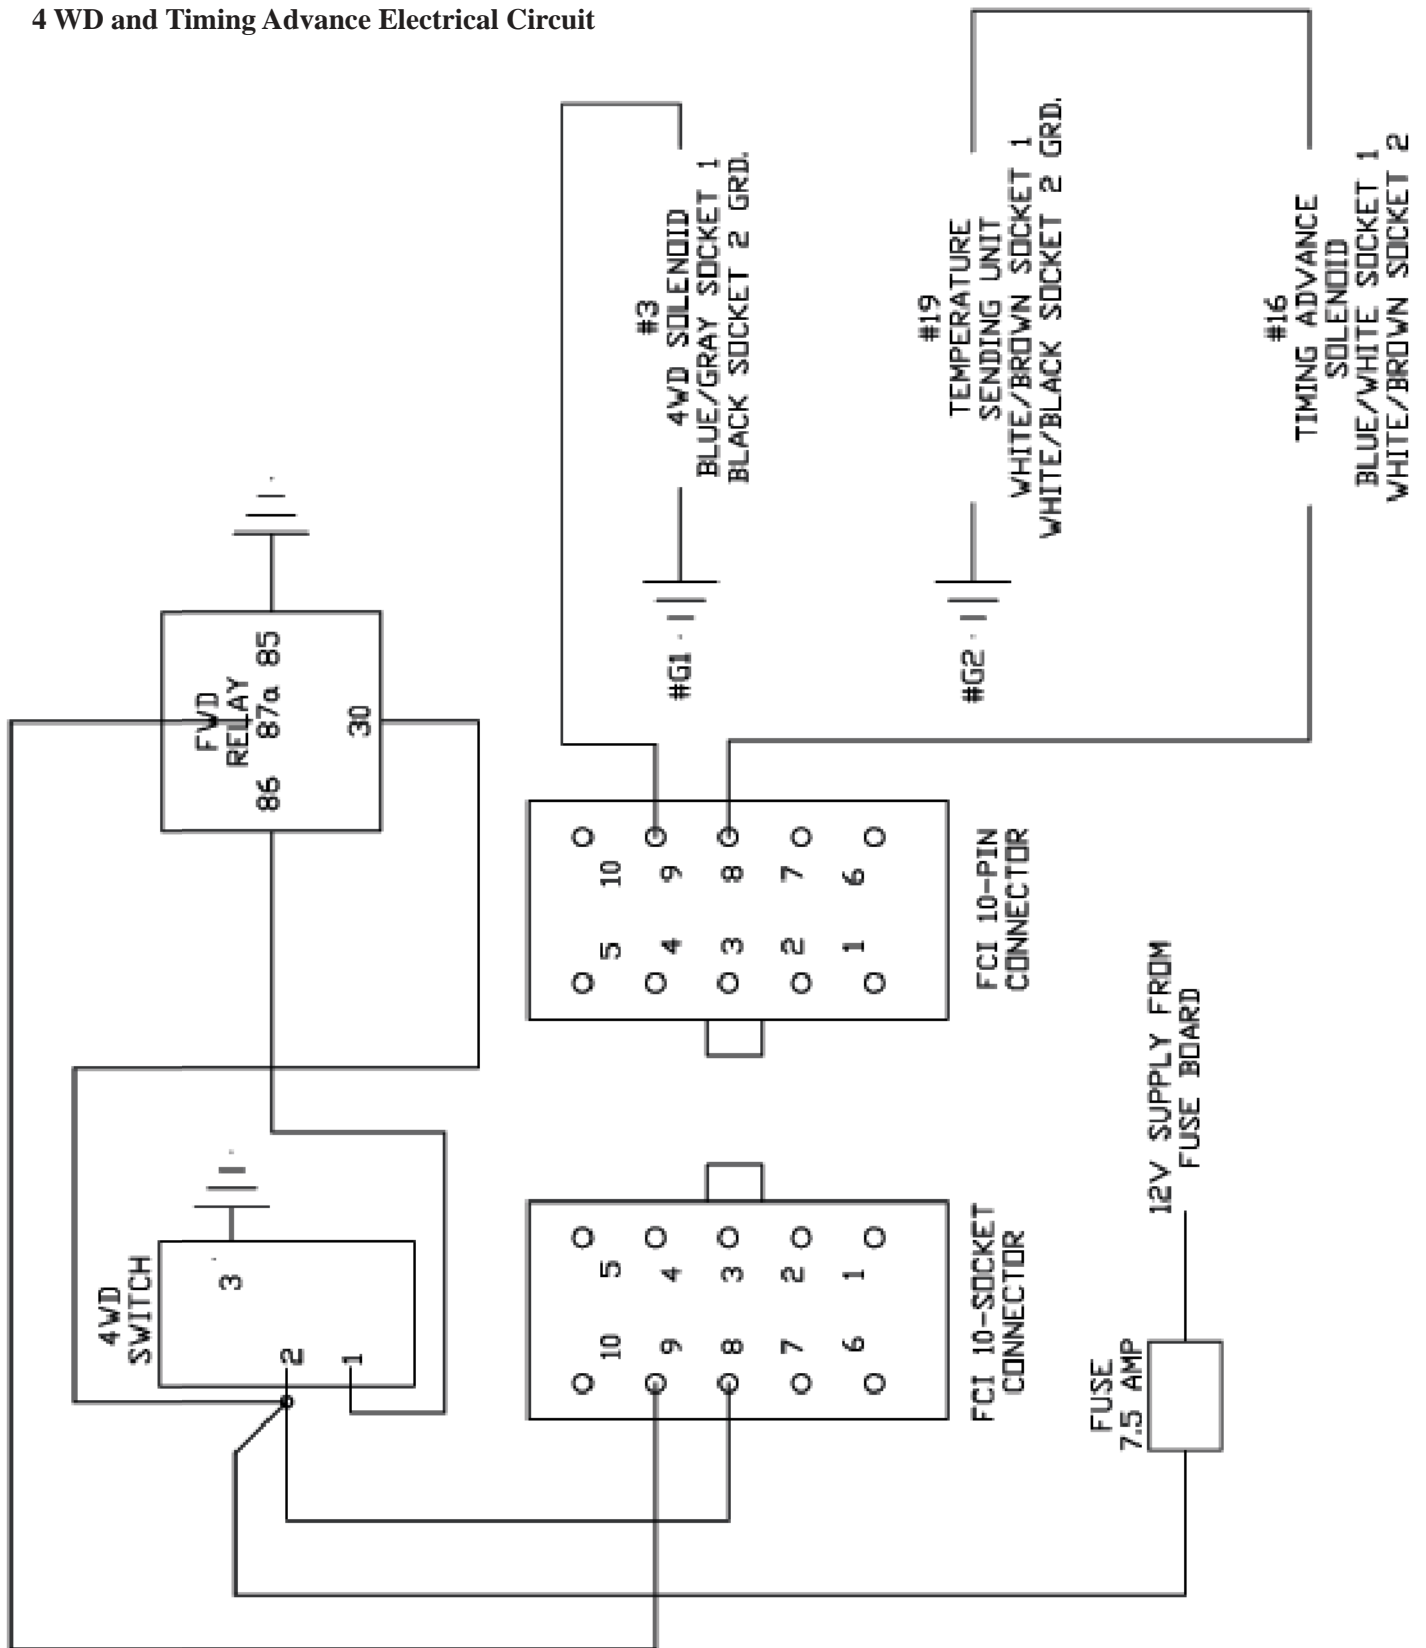 4 WD and Timing Advance Electrical Circuit
#3
4WD SOLENOID
BLUE/GRAY SOCKET 1
BLACK SOCKET 2 GRD.
#19
TEMPERATURE
SENDING UNIT
WHITE/BROWN SOCKET 1
WHITE/BLACK SOCKET 2 GRD.
#16
TIMING ADVANCE
SOLENOID
BLUE/WHITE SOCKET 1
WHITE/BROWN SOCKET 2
#G1
#G2
FWD
RELAY
86 87a 85
30
10
9
8
7
6
5
4
3
2
1
FCI 10-PIN
CONNECTOR
12V SUPPLY FROM
FUSE BOARD
4WD
SWITCH
3
2
1
5
4
3
2
1
10
9
8
7
6
FCI 10-SOCKET
CONNECTOR
FUSE
7.5 AMP